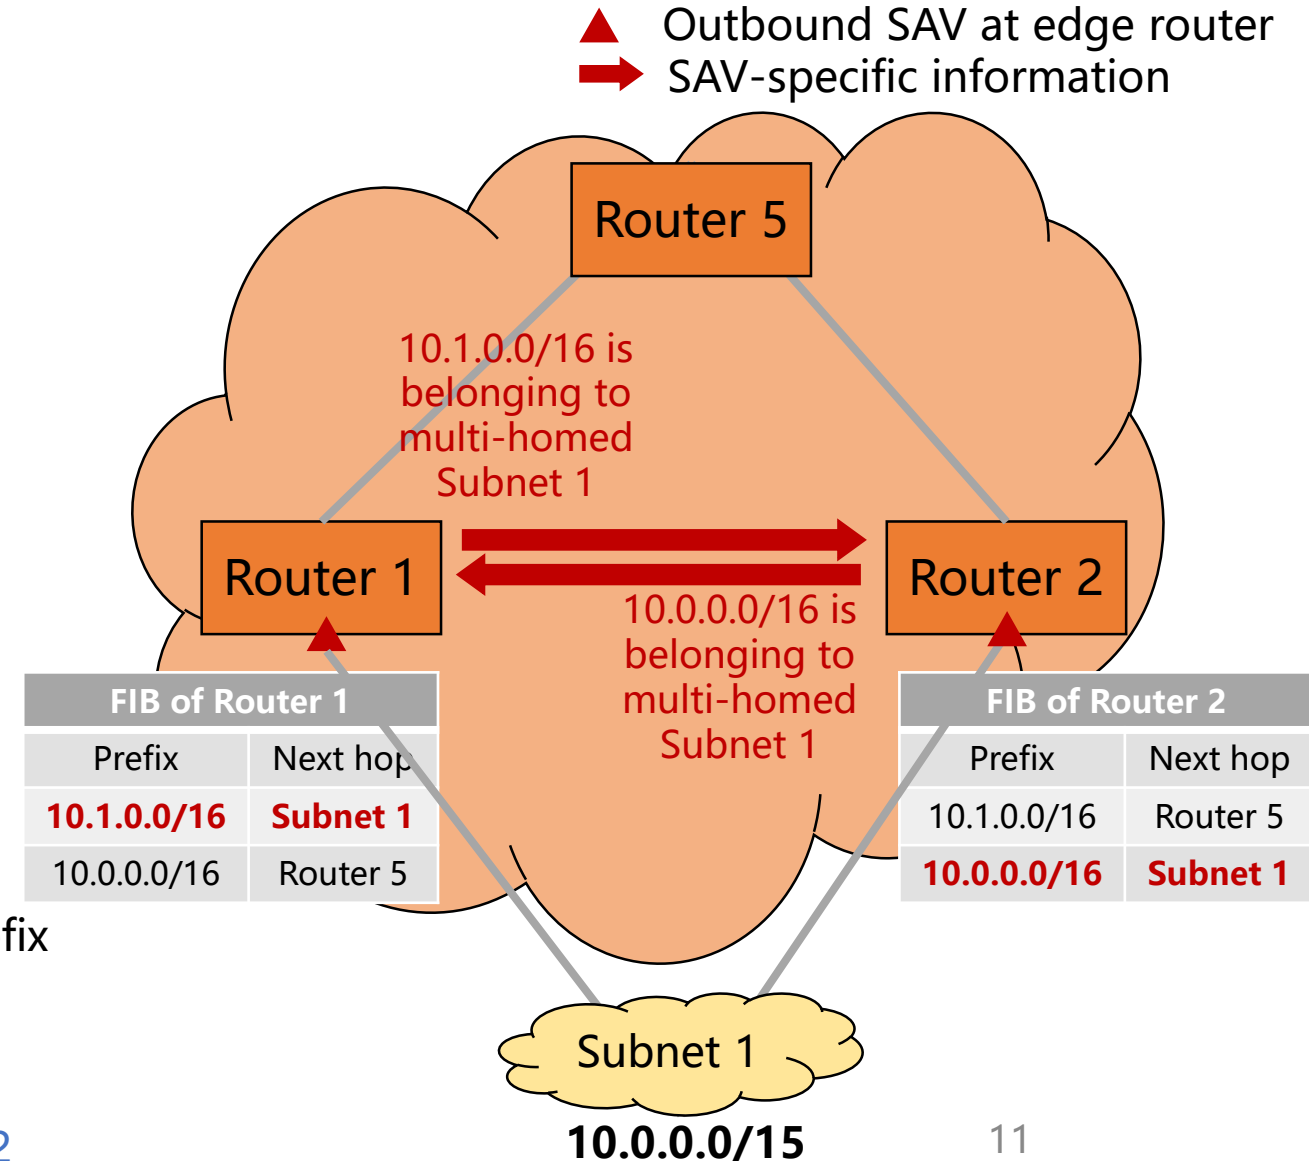 Outbound SAV at edge router
SAV-specific information
Router 5
10.1.0.0/16 is
belonging to
multi-homed
Subnet 1
Router 1
Router 2
10.0.0.0/16 is
belonging to
multi-homed
Subnet 1
FIB of Router 1
Prefix Next hop
10.1.0.0/16 Subnet 1
10.0.0.0/16 Router 5
FIB of Router 2
Prefix Next hop
10.1.0.0/16 Router 5
10.0.0.0/16 Subnet 1
fix
Subnet 1
10.0.0.0/15
2
11